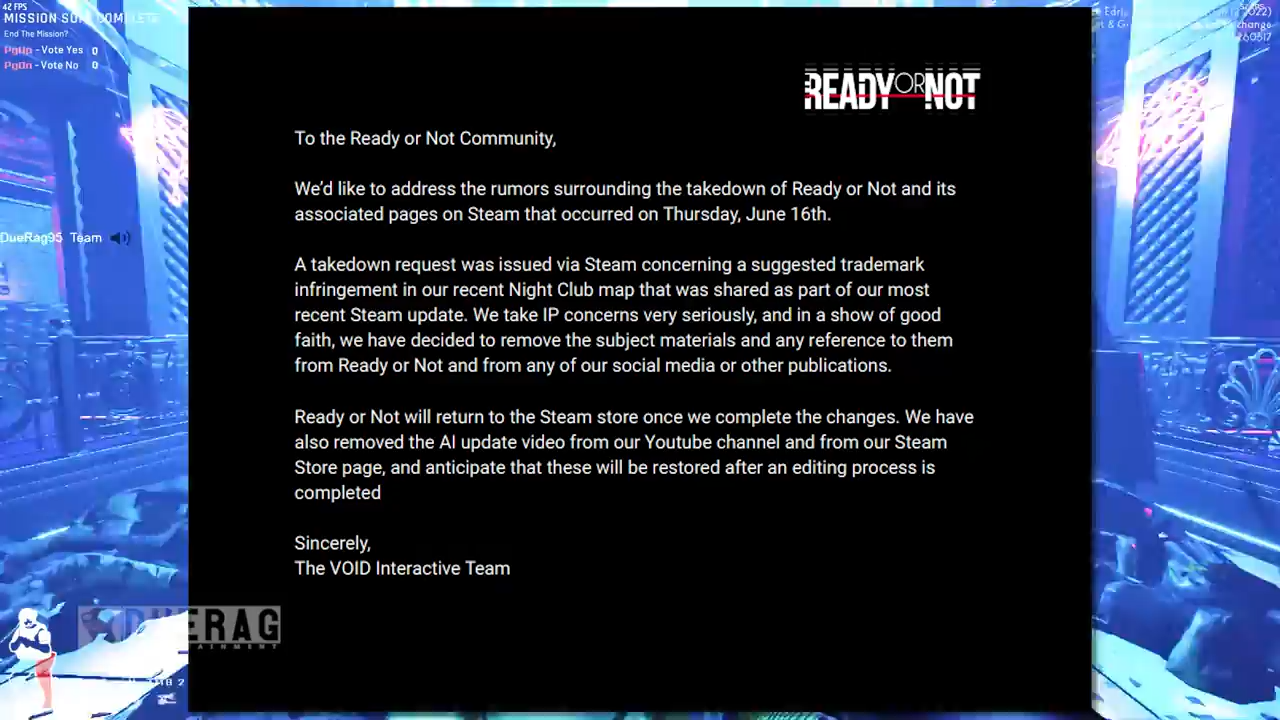 42 FPS
MISSION
End The Mission?
PgUp - Vote Yes 0
PgDn - Vote No 0
READY OR NOT
To the Ready or Not Community,
We'd like to address the rumors surrounding the takedown of Ready or Not and its
associated pages on Steam that occurred on Thursday, June 16th.
A takedown request was issued via Steam concerning a suggested trademark
infringement in our recent Night Club map that was shared as part of our most
recent Steam update. We take IP concerns very seriously, and in a show of good
faith, we have decided to remove the subject materials and any reference to them
from Ready or Not and from any of our social media or other publications.
Ready or Not will return to the Steam store once we complete the changes. We have
also removed the AI update video from our Youtube channel and from our Steam
Store page, and anticipate that these will be restored after an editing process is
completed
Sincerely,
The VOID Interactive Team
DueRag95 Team
DUERAG